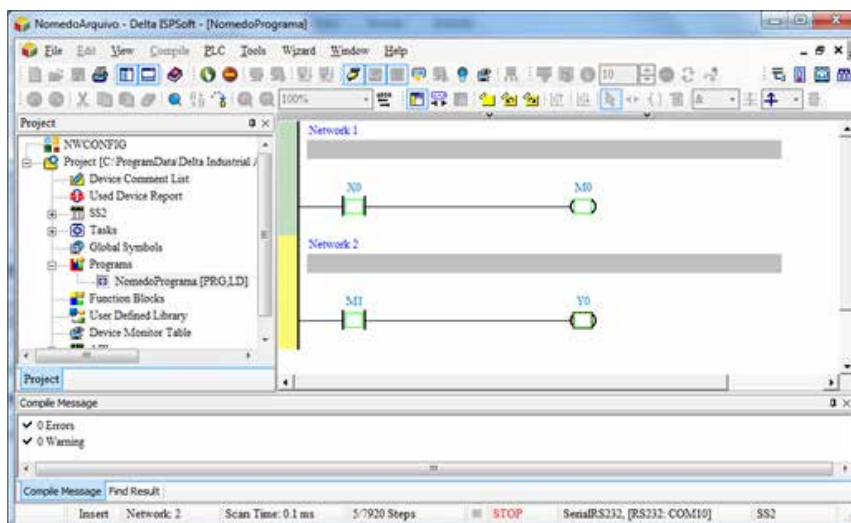 NomedoArquivo - Delta ISPSoft - [NomedoPrograma]
File Edit View Compile PLC Tools Wizard Window Help
10
100%
Project
NWCONFIG
Project [C:\ProgramData\Delta Industrial
Device Comment List
Used Device Report
SS2
Tasks
Global Symbols
Programs
NomedoPrograma [PRG,LD]
Function Blocks
User Defined Library
Device Monitor Table
Project
Network 1
X0 M0
Network 2
M1 Y0
Compile Message
0 Errors
0 Warning
Compile Message Find Result
Insert Network: 2 Scan Time: 0.1 ms 5/7920 Steps STOP SerialRS232, [RS232: COM10] SS2